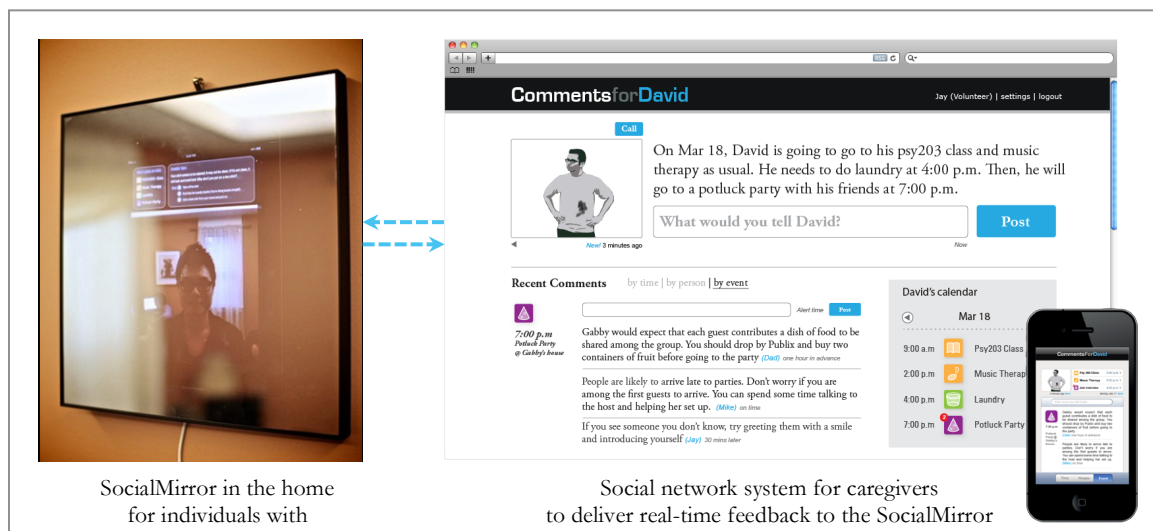 RSS
CommentsforDavid
Jay (Volunteer) | settings | logout
Call
On Mar 18, David is going to go to his psy203 class and music
therapy as usual. He needs to do laundry at 4:00 p.m. Then, he will
go to a potluck party with his friends at 7:00 p.m.
What would you tell David?
Post
New! 3 minutes ago
Now
Recent Comments
by time | by person | by event
Alert time
Post
7:00 p.m
Potluck Party
@ Gabby's house
Gabby would expect that each guest contributes a dish of food to be
shared among the group. You should drop by Publix and buy two
containers of fruit before going to the party (Dad) one hour in advance
People are likely to arrive late to parties. Don't worry if you are
among the first guests to arrive. You can spend some time talking to
the host and helping her set up. (Mike) on time
If you see someone you don't know, try greeting them with a smile
and introducing yourself (Jay) 30 mins later
David's calendar
Mar 18
9:00 a.m Psy203 Class
2:00 p.m Music Therap
4:00 p.m Laundry
7:00 p.m 2 Potluck Party
CommentsForDavid
SocialMirror in the home
for individuals with
Social network system for caregivers
to deliver real-time feedback to the SocialMirror